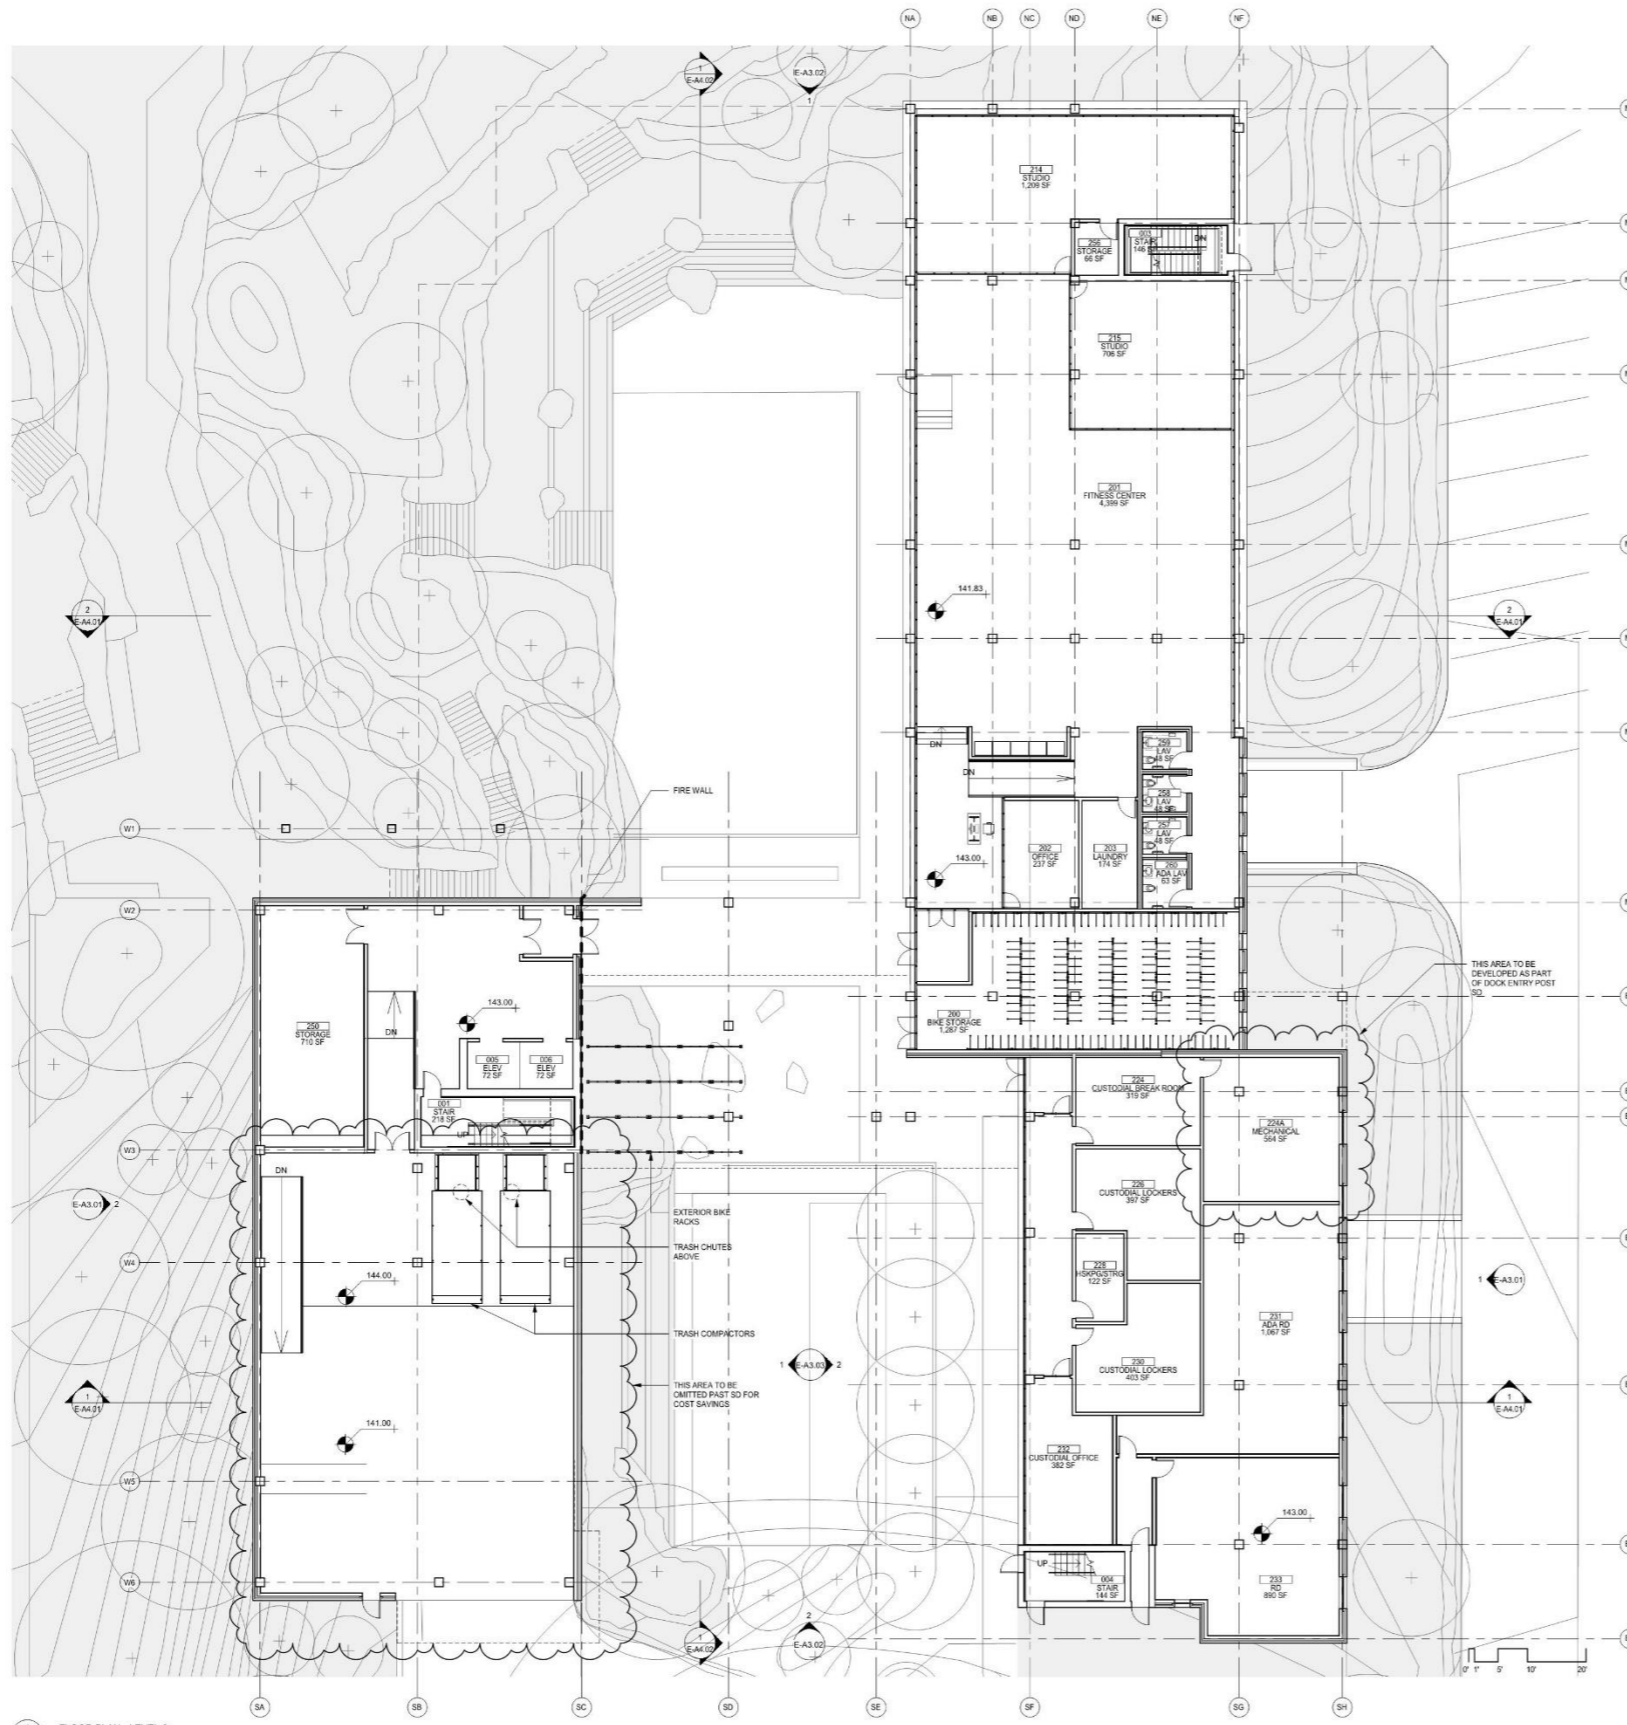 NA
NB
NC
ND
NE
NF
1
E-A4.02
E-A3.02
1
214
STUDIO
1,209 SF
256
STORAGE
66 SF
003
STAIR
146 SF
DN
215
STUDIO
706 SF
201
FITNESS CENTER
4,399 SF
141.83
2
E-A4.01
2
E-A4.01
DN
DN
259
LAV
48 SF
258
LAV
48 SF
257
LAV
48 SF
260
ADA LAV
63 SF
FIRE WALL
W1
202
OFFICE
237 SF
203
LAUNDRY
174 SF
143.00
W2
THIS AREA TO BE
DEVELOPED AS PART
OF DOCK ENTRY POST
SD
143.00
250
STORAGE
710 SF
DN
200
BIKE STORAGE
1,287 SF
005
ELEV
72 SF
006
ELEV
72 SF
001
STAIR
218 SF
UP
224
CUSTODIAL BREAK ROOM
319 SF
224A
MECHANICAL
564 SF
W3
DN
226
CUSTODIAL LOCKERS
397 SF
E-A3.01
2
EXTERIOR BIKE
RACKS
TRASH CHUTES
ABOVE
W4
144.00
228
HSKPG/STRG
122 SF
1
E-A3.01
231
ADA RD
1,067 SF
TRASH COMPACTORS
1
E-A3.03
2
230
CUSTODIAL LOCKERS
403 SF
THIS AREA TO BE
OMITTED PAST SD FOR
COST SAVINGS
1
E-A4.01
1
E-A4.01
141.00
232
CUSTODIAL OFFICE
382 SF
W5
143.00
UP
004
STAIR
144 SF
233
RD
890 SF
W6
1
E-A4.02
2
E-A3.02
0'
1'
5'
10'
20'
SA
SB
SC
SD
SE
SF
SG
SH